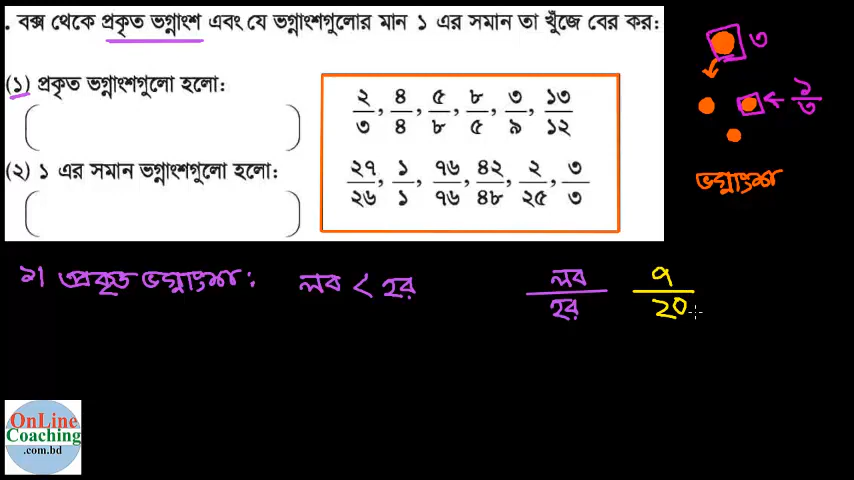 . বক্স থেকে প্রকৃত ভগ্নাংশ এবং যে ভগ্নাংশগুলোর মান ১ এর সমান তা খুঁজে বের কর:
(১) প্রকৃত ভগ্নাংশগুলো হলো:
২/৩, ৪/৪, ৫/৮, ৮/৫, ৩/৯, ১৩/১২
(২) ১ এর সমান ভগ্নাংশগুলো হলো:
২৭/২৬, ১/১, ৭৬/৭৬, ৪২/৪৮, ২/২৫, ৩/৩
৩
১/৩
ভগ্নাংশ
১। প্রকৃত ভগ্নাংশ: লব < হর
লব/হর ৭/২০
OnLine
Coaching
.com.bd